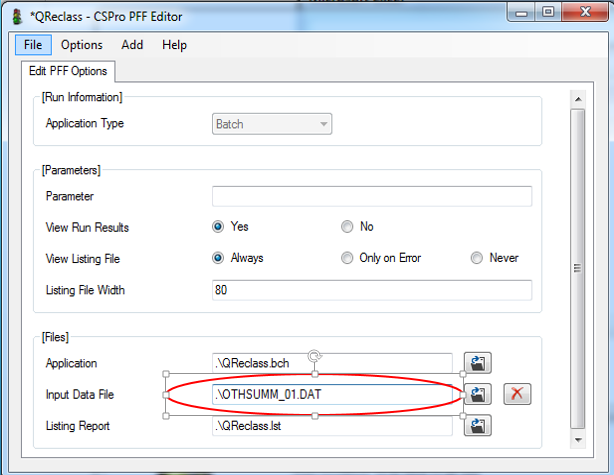 *QReclass - CSPro PFF Editor
File Options Add Help
Edit PFF Options
[Run Information]
Application Type Batch
[Parameters]
Parameter
View Run Results Yes No
View Listing File Always Only on Error Never
Listing File Width 80
[Files]
Application .\QReclass.bch
Input Data File .\OTHSUMM_01.DAT
Listing Report .\QReclass.lst